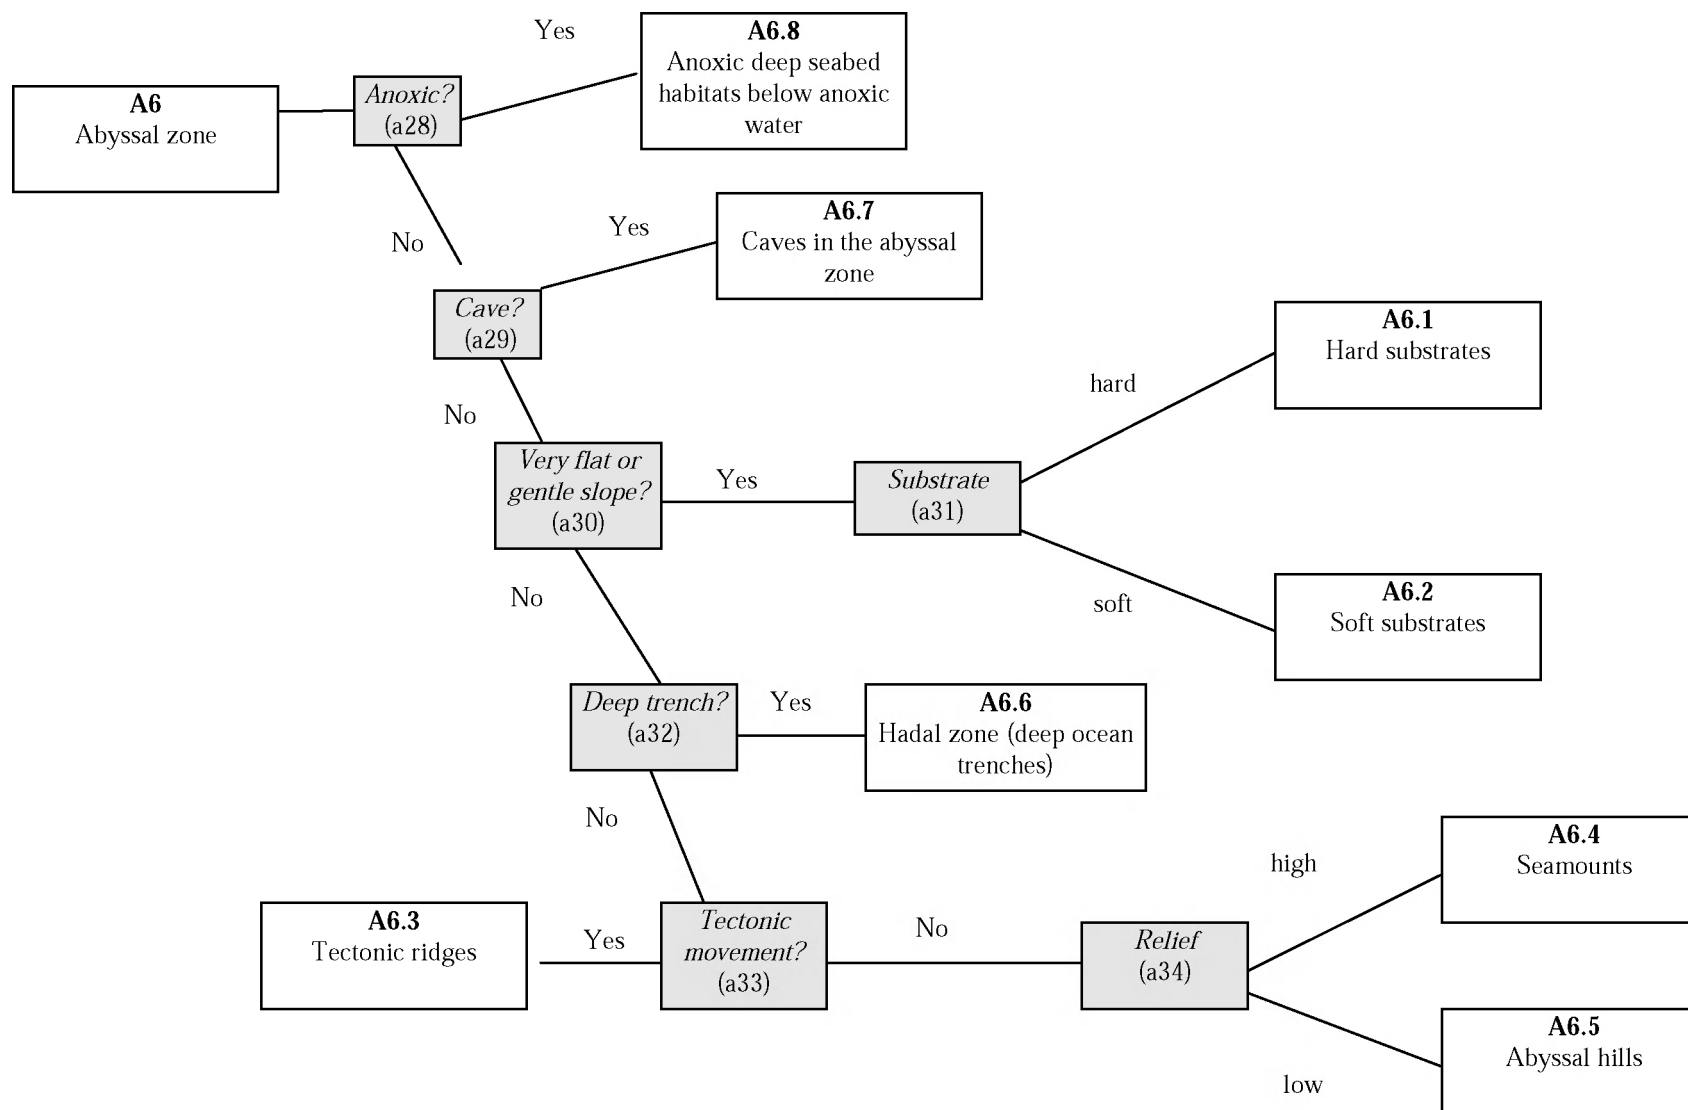 Yes
A6.8
Anoxic deep seabed
habitats below anoxic
water
A6
Abyssal zone
Anoxic?
(a28)
No
Yes
A6.7
Caves in the abyssal
zone
Cave?
(a29)
No
Very flat or
gentle slope?
(a30)
Yes
Substrate
(a31)
hard
A6.1
Hard substrates
soft
A6.2
Soft substrates
No
Deep trench?
(a32)
Yes
A6.6
Hadal zone (deep ocean
trenches)
No
A6.3
Tectonic ridges
Yes
Tectonic
movement?
(a33)
No
Relief
(a34)
high
A6.4
Seamounts
low
A6.5
Abyssal hills